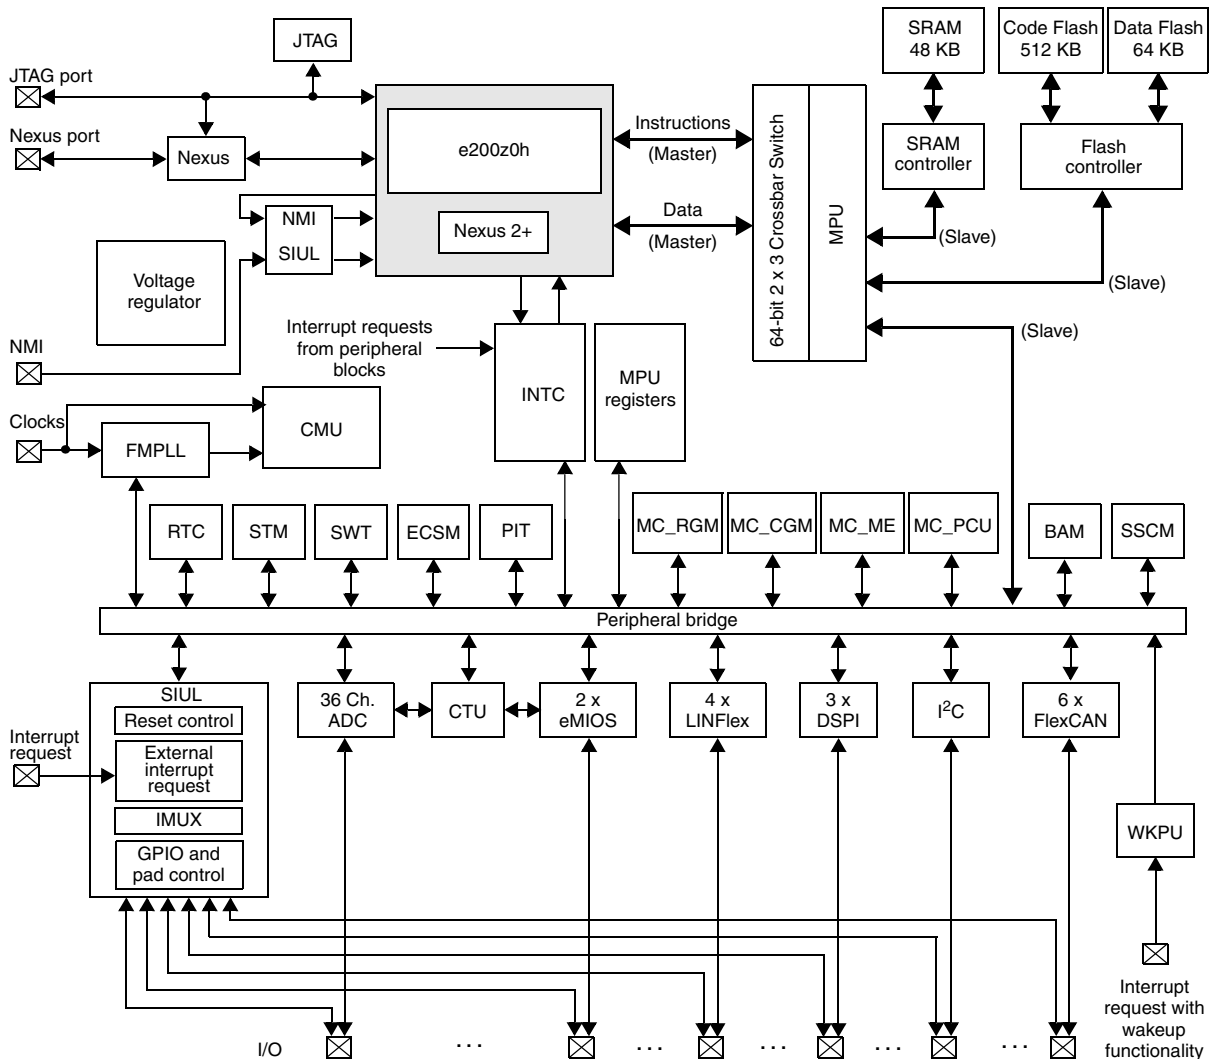 JTAG
SRAM
48 KB
Code Flash
512 KB
Data Flash
64 KB
JTAG port
Nexus port
Nexus
e200z0h
Nexus 2+
Instructions
(Master)
Data
(Master)
64-bit 2 x 3 Crossbar Switch
MPU
SRAM
controller
Flash
controller
(Slave)
(Slave)
(Slave)
NMI
SIUL
Voltage
regulator
NMI
Interrupt requests
from peripheral
blocks
INTC
MPU
registers
Clocks
FMPLL
CMU
RTC
STM
SWT
ECSM
PIT
MC_RGM
MC_CGM
MC_ME
MC_PCU
BAM
SSCM
Peripheral bridge
SIUL
Reset control
External
interrupt
request
IMUX
GPIO and
pad control
Interrupt
request
36 Ch.
ADC
CTU
2 x
eMIOS
4 x
LINFlex
3 x
DSPI
I²C
6 x
FlexCAN
WKPU
Interrupt
request with
wakeup
functionality
I/O
. . .
. . .
. . .
. . .
. . .